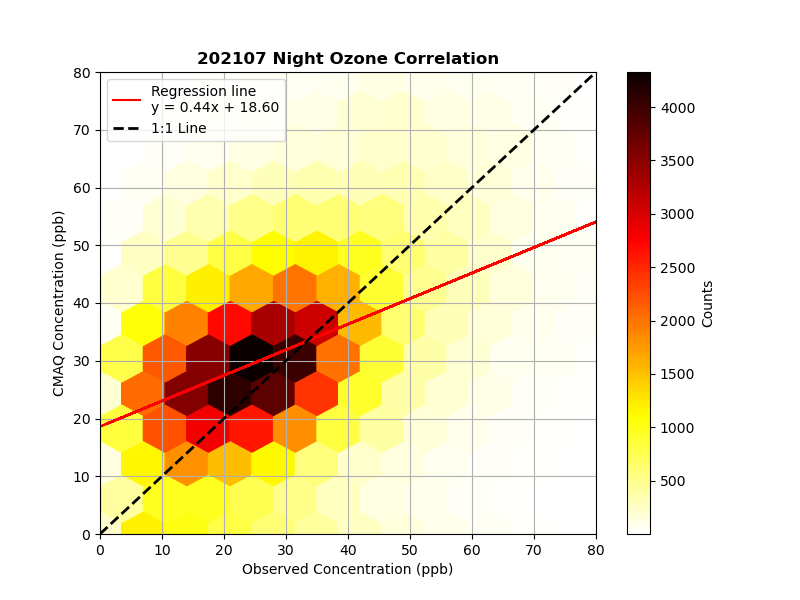 202107 Night Ozone Correlation
Regression line
y = 0.44x + 18.60
1:1 Line
CMAQ Concentration (ppb)
80
70
60
50
40
30
20
10
0
0 10 20 30 40 50 60 70 80
Observed Concentration (ppb)
4000
3500
3000
2500
2000
1500
1000
500
Counts